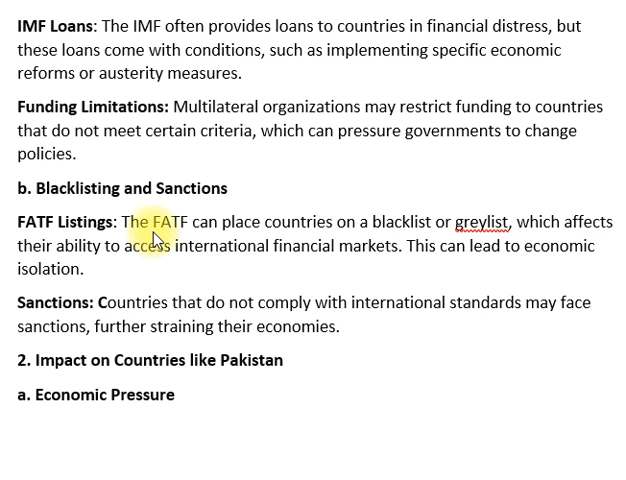 IMF Loans: The IMF often provides loans to countries in financial distress, but
these loans come with conditions, such as implementing specific economic
reforms or austerity measures.
Funding Limitations: Multilateral organizations may restrict funding to countries
that do not meet certain criteria, which can pressure governments to change
policies.
b. Blacklisting and Sanctions
FATF Listings: The FATF can place countries on a blacklist or greylist, which affects
their ability to access international financial markets. This can lead to economic
isolation.
Sanctions: Countries that do not comply with international standards may face
sanctions, further straining their economies.
2. Impact on Countries like Pakistan
a. Economic Pressure